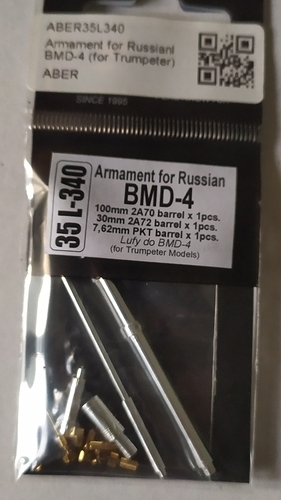 ABER35L340
Armament for Russianl
BMD-4 (for Trumpeter)
ABER
SINCE 1995
35 L-340
Armament for Russian
BMD-4
100mm 2A70 barrel x 1pcs.
30mm 2A72 barrel x 1pcs.
7,62mm PKT barrel x 1pcs.
Lufy do BMD-4
(for Trumpeter Models)